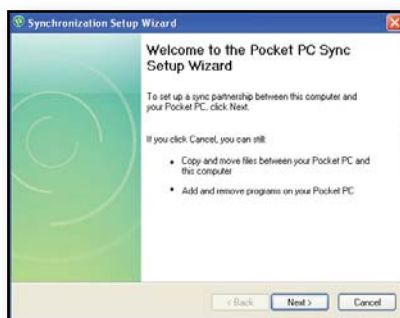 Synchronization Setup Wizard
Welcome to the Pocket PC Sync
Setup Wizard
To set up a sync partnership between this computer and
your Pocket PC, click Next.
If you click Cancel, you can still:
• Copy and move files between your Pocket PC and
this computer
• Add and remove programs on your Pocket PC
< Back
Next >
Cancel